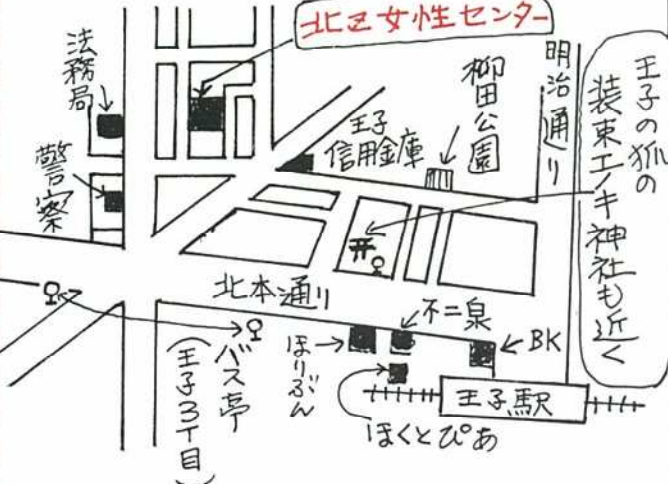 北区女性センター
法務局
警察
王子
信用金庫
柳田公園
明治通り
王子の狐の
装束エノキ神社も近く
北本通り
バス亭
(王子3丁目)
ほりぶん
不二泉
BK
王子駅
ほくとぴあ